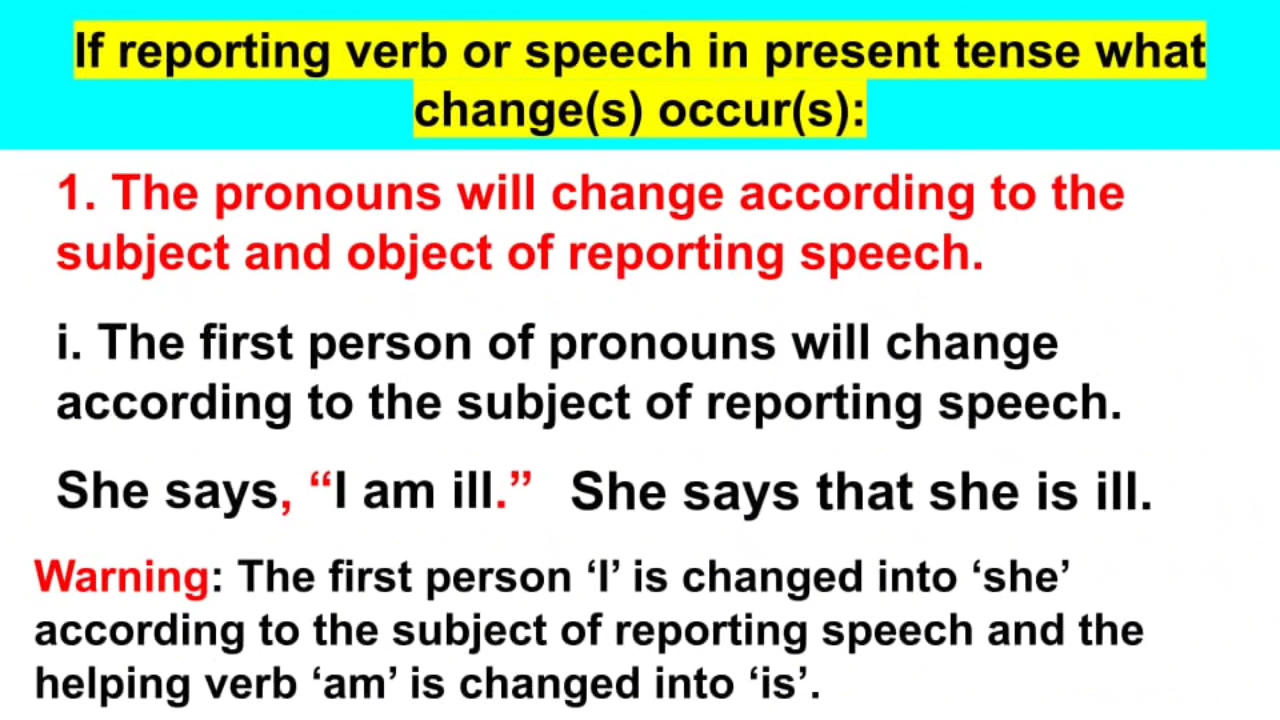 If reporting verb or speech in present tense what
change(s) occur(s):
1. The pronouns will change according to the
subject and object of reporting speech.
i. The first person of pronouns will change
according to the subject of reporting speech.
She says, “I am ill.” She says that she is ill.
Warning: The first person ‘I’ is changed into ‘she’
according to the subject of reporting speech and the
helping verb ‘am’ is changed into ‘is’.